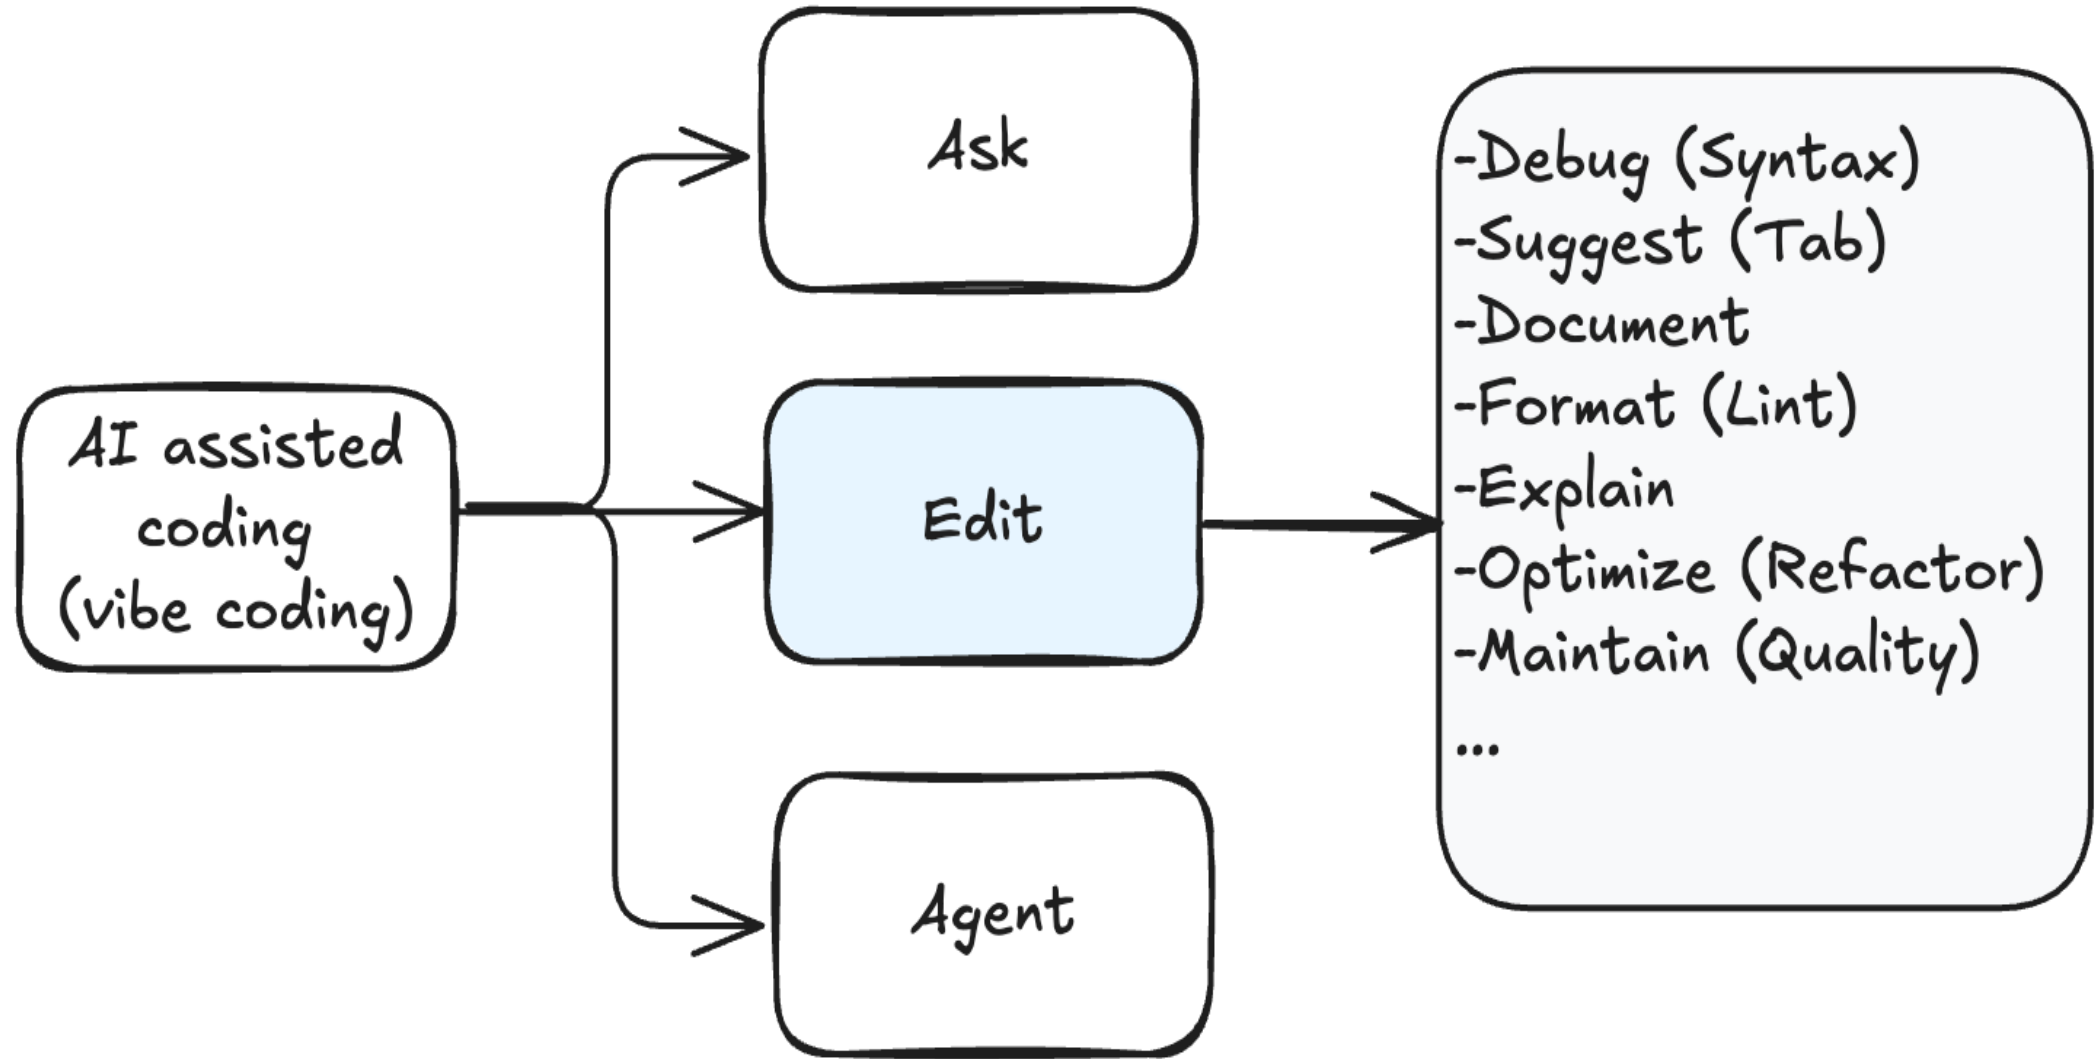 AI assisted
coding
(vibe coding)
Ask
Edit
Agent
-Debug (Syntax)
-Suggest (Tab)
-Document
-Format (Lint)
-Explain
-Optimize (Refactor)
-Maintain (Quality)
...